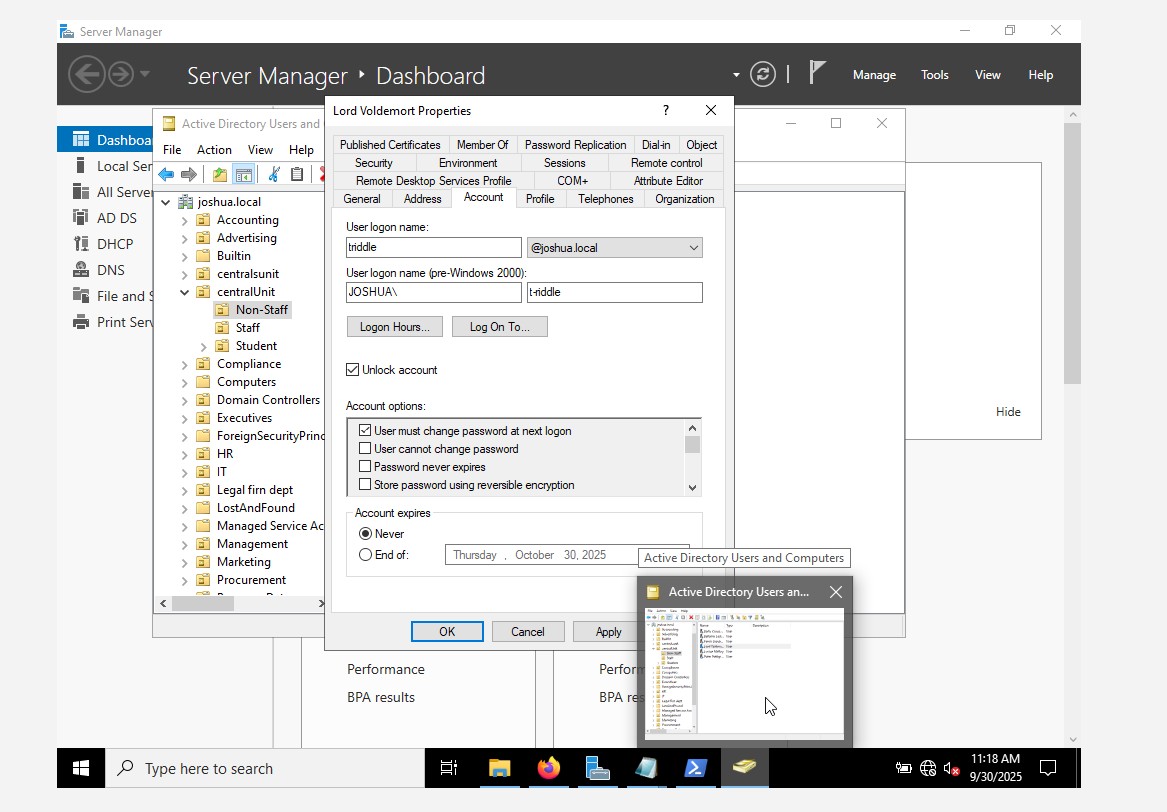 Server Manager
Server Manager ‣ Dashboard
Manage Tools View Help
Lord Voldemort Properties
Active Directory Users and
File Action View Help
Dashboa
Local Ser
All Server
AD DS
DHCP
DNS
File and S
Print Serv
joshua.local
Accounting
Advertising
Builtin
centralsunit
centralUnit
Non-Staff
Staff
Student
Compliance
Computers
Domain Controllers
Executives
ForeignSecurityPrinc
HR
IT
Legal firn dept
LostAndFound
Managed Service Ac
Management
Marketing
Procurement
Published Certificates Member Of Password Replication Dial-in Object
Security Environment Sessions Remote control
Remote Desktop Services Profile COM+ Attribute Editor
General Address Account Profile Telephones Organization
User logon name:
triddle @joshua.local
User logon name (pre-Windows 2000):
JOSHUA\ t-riddle
Logon Hours... Log On To...
Unlock account
Account options:
User must change password at next logon
User cannot change password
Password never expires
Store password using reversible encryption
Account expires
Never
End of: Thursday , October 30, 2025
OK Cancel Apply
Hide
Active Directory Users and Computers
Active Directory Users an...
Performance Perforn
BPA results BPA res
Type here to search
11:18 AM
9/30/2025